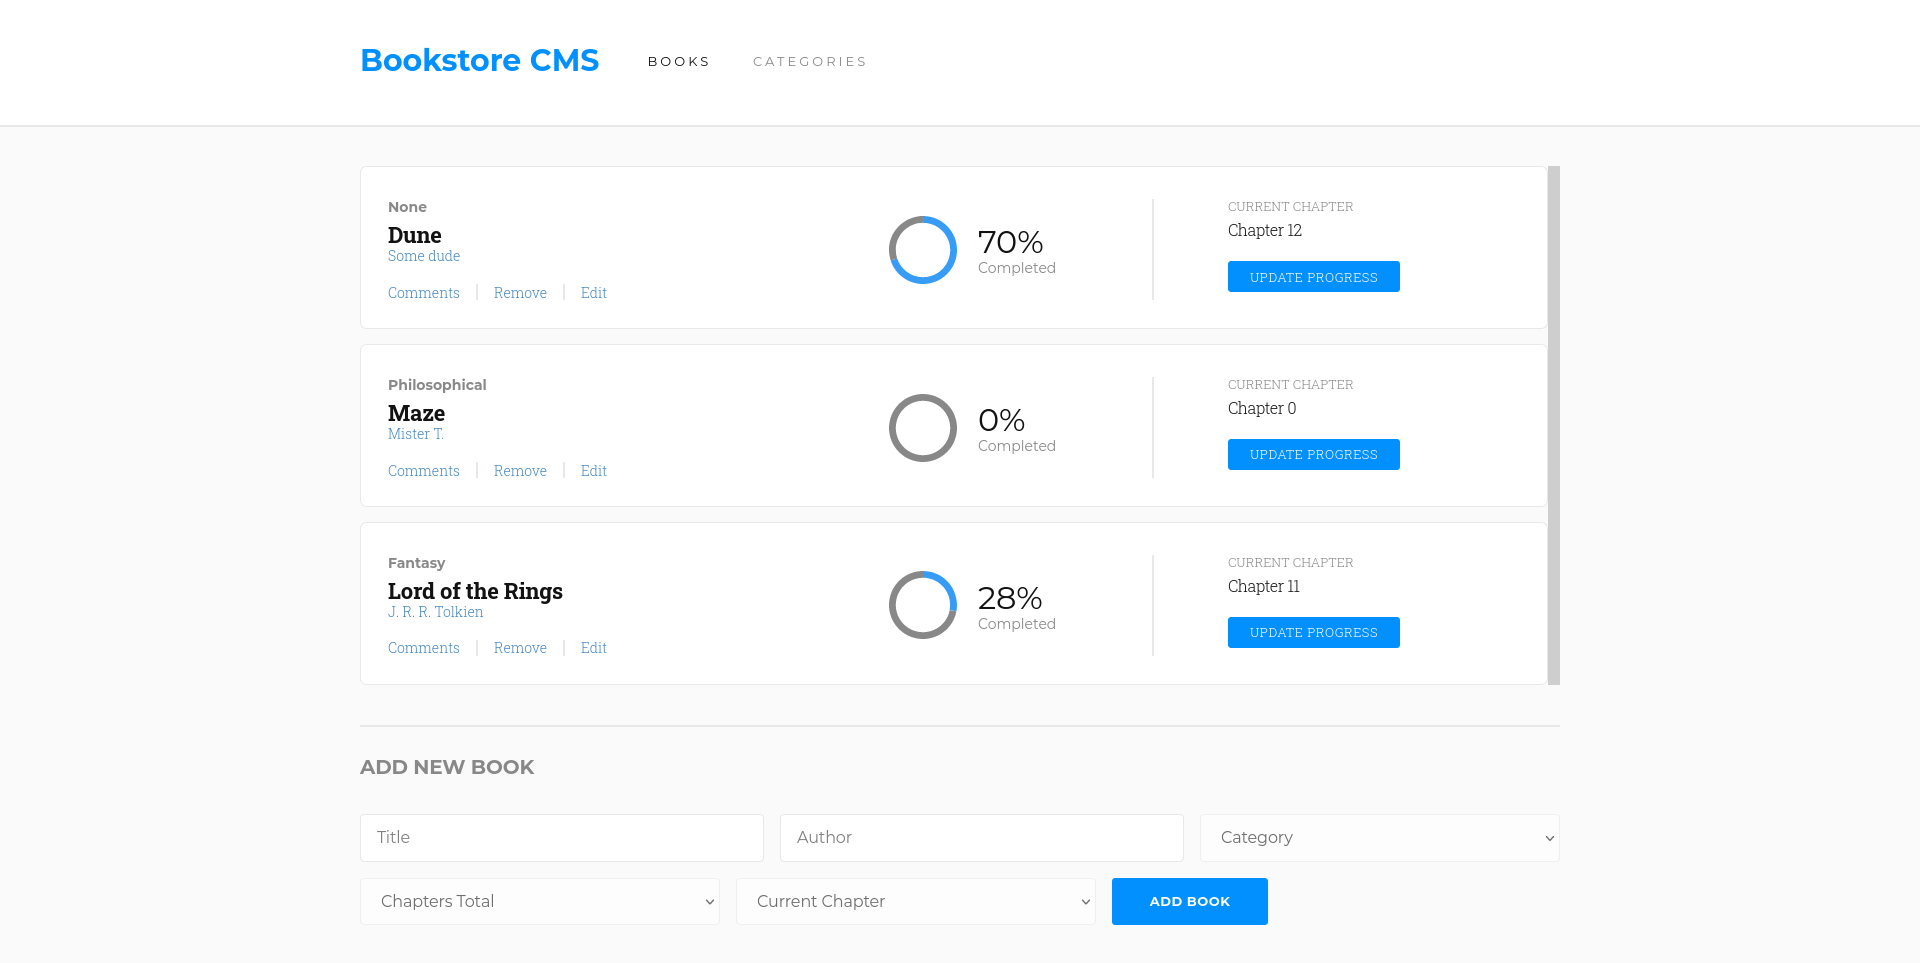 Bookstore CMS BOOKS CATEGORIES
None
Dune
Some dude
Comments Remove Edit
70%
Completed
CURRENT CHAPTER
Chapter 12
UPDATE PROGRESS
Philosophical
Maze
Mister T.
Comments Remove Edit
0%
Completed
CURRENT CHAPTER
Chapter 0
UPDATE PROGRESS
Fantasy
Lord of the Rings
J. R. R. Tolkien
Comments Remove Edit
28%
Completed
CURRENT CHAPTER
Chapter 11
UPDATE PROGRESS
ADD NEW BOOK
Title Author Category
Chapters Total Current Chapter ADD BOOK